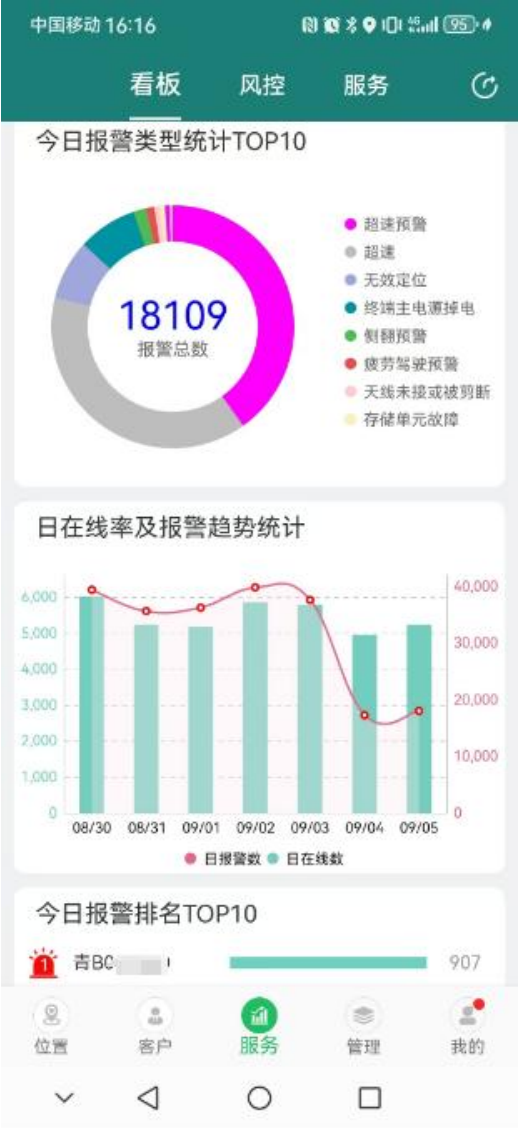 中国移动 16:16
4G 95
看板 风控 服务
今日报警类型统计TOP10
18109
报警总数
超速预警
超速
无效定位
终端主电源掉电
侧翻预警
疲劳驾驶预警
天线未接或被剪断
存储单元故障
日在线率及报警趋势统计
6,000 40,000
5,000
30,000
4,000
3,000 20,000
2,000
10,000
1,000
0 0
08/30 08/31 09/01 09/02 09/03 09/04 09/05
日报警数 日在线数
今日报警排名TOP10
1 青B0 907
位置 客户 服务 管理 我的